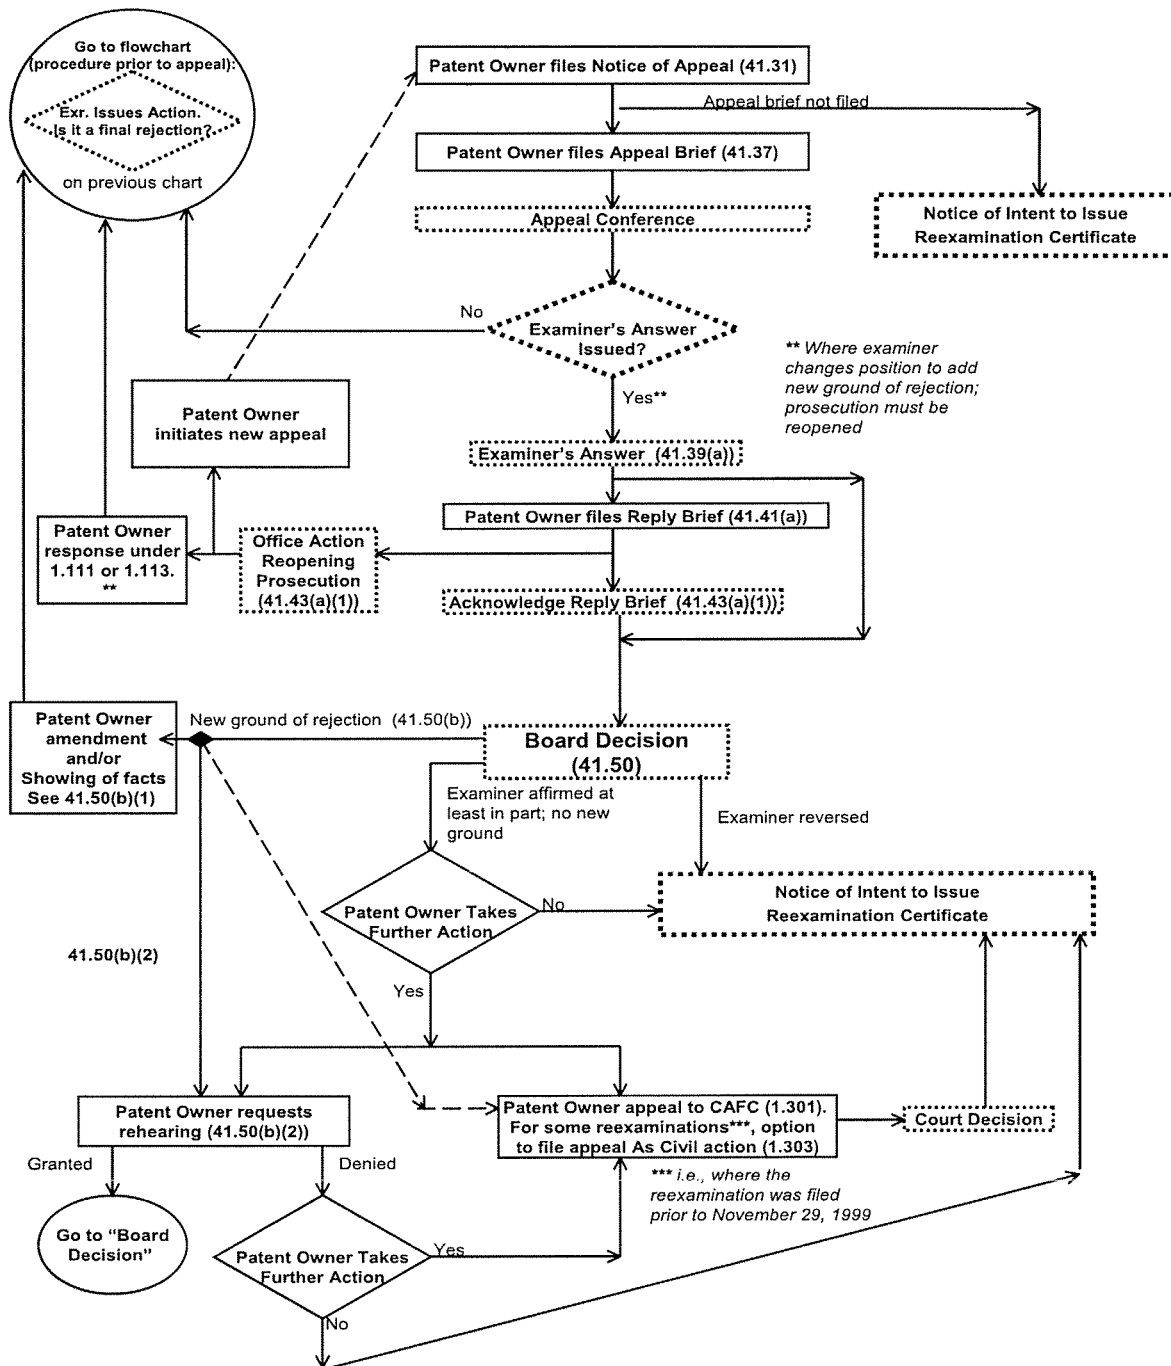 Go to flowchart
(procedure prior to appeal):
Exr. Issues Action.
Is it a final rejection?
on previous chart
Patent Owner files Notice of Appeal (41.31)
Appeal brief not filed
Patent Owner files Appeal Brief (41.37)
Appeal Conference
Notice of Intent to Issue
Reexamination Certificate
No
Examiner's Answer
Issued?
** Where examiner
changes position to add
new ground of rejection;
prosecution must be
reopened
Yes**
Patent Owner
initiates new appeal
Examiner's Answer (41.39(a))
Patent Owner files Reply Brief (41.41(a))
Patent Owner
response under
1.111 or 1.113.
**
Office Action
Reopening
Prosecution
(41.43(a)(1))
Acknowledge Reply Brief (41.43(a)(1))
Patent Owner
amendment
and/or
Showing of facts
See 41.50(b)(1)
New ground of rejection (41.50(b))
Board Decision
(41.50)
Examiner affirmed at
least in part; no new
ground
Examiner reversed
Patent Owner Takes
Further Action
No
Notice of Intent to Issue
Reexamination Certificate
41.50(b)(2)
Yes
Patent Owner requests
rehearing (41.50(b)(2))
Patent Owner appeal to CAFC (1.301).
For some reexaminations***, option
to file appeal As Civil action (1.303)
Court Decision
Granted
Denied
*** i.e., where the
reexamination was filed
prior to November 29, 1999
Go to "Board
Decision"
Patent Owner Takes
Further Action
Yes
No